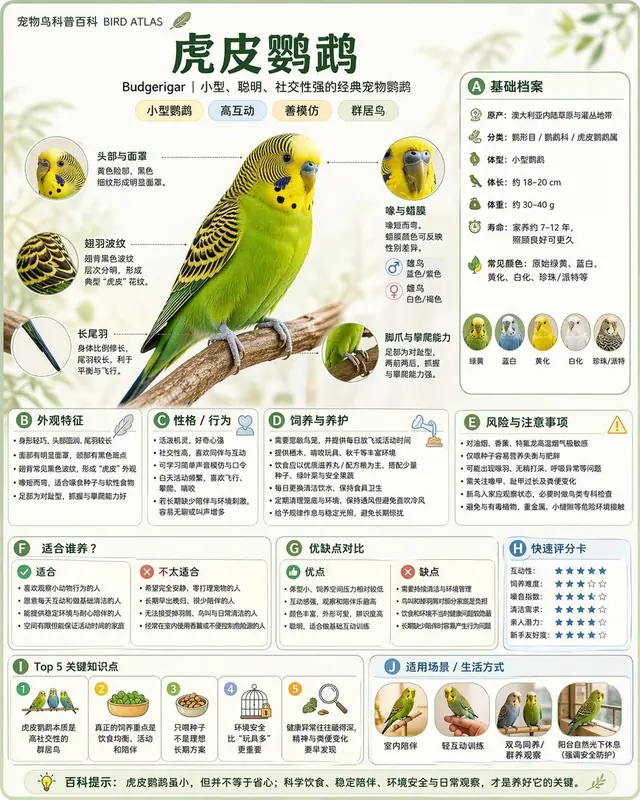 宠物鸟科普百科 BIRD ATLAS
虎皮鹦鹉
Budgerigar | 小型、聪明、社交性强的经典宠物鹦鹉
小型鹦鹉
高互动
善模仿
群居鸟
头部与面罩
黄色脸部，黑色
细纹形成明显面罩。
翅羽波纹
翅背黑色波纹
层次分明，形成
典型“虎皮”花纹。
长尾羽
身体比例修长，
尾羽较长，利于
平衡与飞行。
喙与蜡膜
喙短而弯。
蜡膜颜色可反映
性别差异。
雄鸟
蓝色/紫色
雌鸟
白色/褐色
脚爪与攀爬能力
足部为对趾型，
两前两后，抓握
与攀爬能力强。
A 基础档案
原产：澳大利亚内陆草原与灌丛地带
分类：鹦形目 / 鹦鹉科 / 虎皮鹦鹉属
体型：小型鹦鹉
体长：约 18–20 cm
体重：约 30–40 g
寿命：家养约 7–12 年，
照顾良好可更久
常见颜色：原始绿黄、蓝白、
黄化、白化、珍珠/派特等
绿黄
蓝白
黄化
白化
珍珠/派特
B 外观特征
· 身形轻巧，头部圆润，尾羽较长
· 面部有明显面罩，颈部有黑色斑点
· 翅背常见黑色波纹，形成“虎皮”外观
· 喙短而弯，适合啄食种子与软性食物
· 足部为对趾型，抓握与攀爬能力好
C 性格 / 行为
· 活泼机灵，好奇心强
· 社交性高，喜欢同伴与互动
· 可学习简单声音模仿与口令
· 白天活动频繁，喜欢飞行、
攀爬、啃咬
· 若长期缺少陪伴与环境刺激，
容易无聊或叫声增多
D 饲养与养护
· 需要宽敞鸟笼，并提供每日放飞或活动时间
· 提供栖木、啃咬玩具、秋千等丰富环境
· 饮食应以优质滋养丸 / 配方粮为主，搭配少量
种子、绿叶菜与安全果蔬
· 每日更换清洁饮水，保持食具卫生
· 定期清理笼底与环境，保持通风但避免直吹冷风
· 给予规律作息与稳定光照，避免长期惊扰
E 风险与注意事项
· 对油烟、香薰、特氟龙高温烟气极敏感
· 仅喂种子容易营养失衡与肥胖
· 可能出现啄羽、无精打采、呼吸异常等问题
· 需关注喙甲、趾甲过长及粪便变化
· 新鸟入家应观察状态，必要时做鸟类专科检查
· 避免与有毒植物、重金属、小缝隙等危险环境接触
F 适合谁养？
适合
· 喜欢观察小动物行为的人
· 愿意每天互动和做基础清洁的人
· 能提供稳定环境与耐心陪伴的人
· 空间有限但能保证活动时间的家庭
不太适合
· 希望完全安静、零打理宠物的人
· 长期早出晚归、很少陪伴的人
· 无法接受掉羽屑、鸟叫与日常清洁的人
· 经常在室内使用香薰或不便控制危险源的人
G 优缺点对比
优点
· 体型小，饲养空间压力相对较低
· 互动感强，观察和陪伴乐趣高
· 颜色丰富、外形可爱，辨识度高
· 聪明，适合做基础互动训练
缺点
· 需要持续清洁与环境管理
· 鸟叫和掉羽屑对部分家庭是负担
· 长期缺少陪伴时容易产生行为问题
H 快速评分卡
互动性：★★★★★
饲养难度：★★★☆☆
噪音指数：
清洁需求：
亲人潜力：
新手友好度：
I Top 5 关键知识点
1
虎皮鹦鹉本质是
高社交性的
群居鸟
2
真正的饲养重点是
饮食均衡、活动
和陪伴
3
只喂种子
不是理想
长期方案
4
环境安全
比“玩具多”
更重要
5
健康异常往往藏得深，
精神与粪便变化
要早发现
J 适用场景 / 生活方式
室内陪伴
轻互动训练
双鸟同养/
群养观察
阳台自然光下休息
(强调安全防护)
百科提示：虎皮鹦鹉虽小，但并不等于省心；科学饮食、稳定陪伴、环境安全与日常观察，才是养好它的关键。